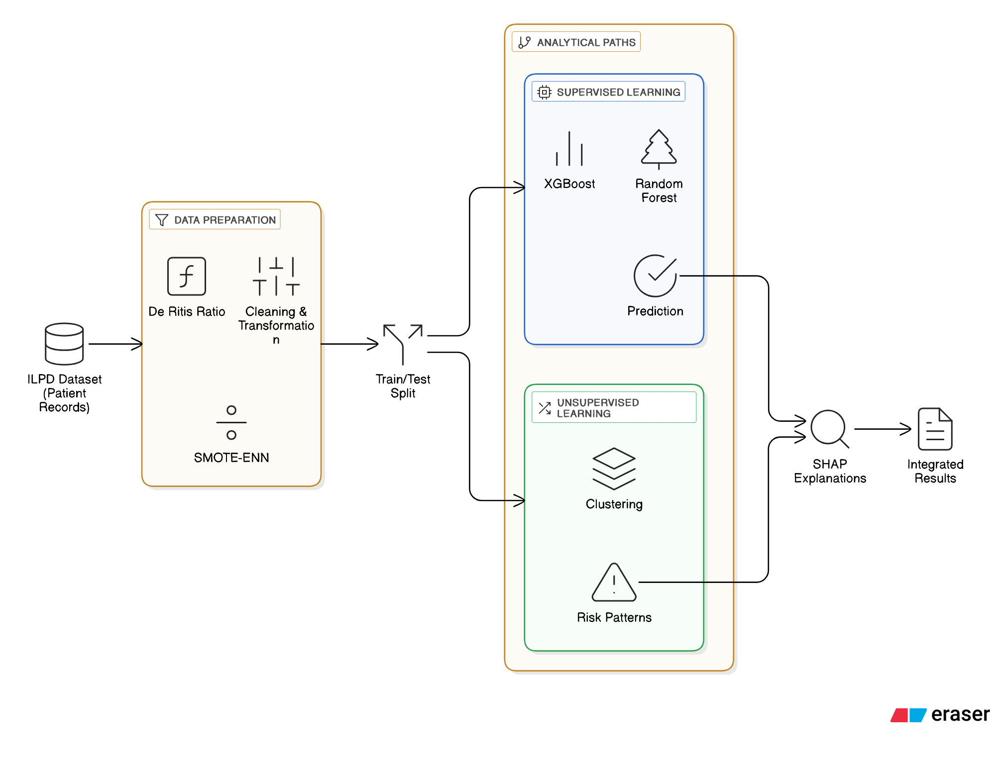 ANALYTICAL PATHS
SUPERVISED LEARNING
XGBoost
Random
Forest
Prediction
DATA PREPARATION
De Ritis Ratio
Cleaning &
Transformatio
n
SMOTE-ENN
ILPD Dataset
(Patient
Records)
Train/Test
Split
UNSUPERVISED
LEARNING
Clustering
Risk Patterns
SHAP
Explanations
Integrated
Results
eraser